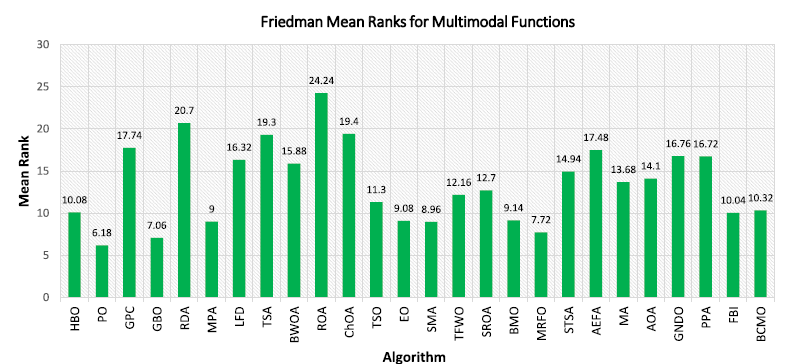 Friedman Mean Ranks for Multimodal Functions
30
25
20
15
10
5
0
Mean Rank
10.08
6.18
17.74
7.06
20.7
9
16.32
19.3
15.88
24.24
19.4
11.3
9.08
8.96
12.16
12.7
9.14
7.72
14.94
17.48
13.68
14.1
16.76
16.72
10.04
10.32
HBO
PO
GPC
GBO
RDA
MPA
LFD
TSA
BWOA
ROA
ChOA
TSO
EO
SMA
TFWO
SROA
BMO
MRFO
STSA
AEFA
MA
AOA
GNDO
PPA
FBI
BCMO
Algorithm